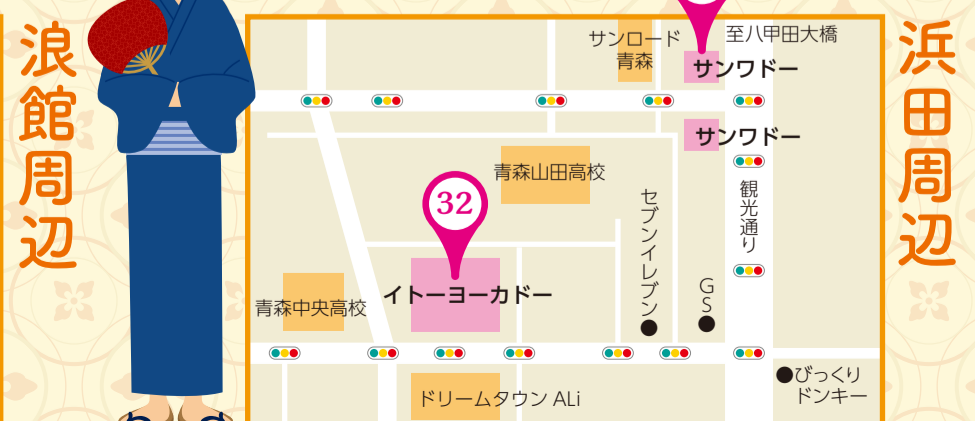 浪館周辺
サンロード
青森
至八甲田大橋
サンワドー
サンワドー
青森山田高校
32
セブンイレブン
観光通り
イトーヨーカドー
青森中央高校
GS
ドリームタウン ALi
びっくり
ドンキー
浜田周辺